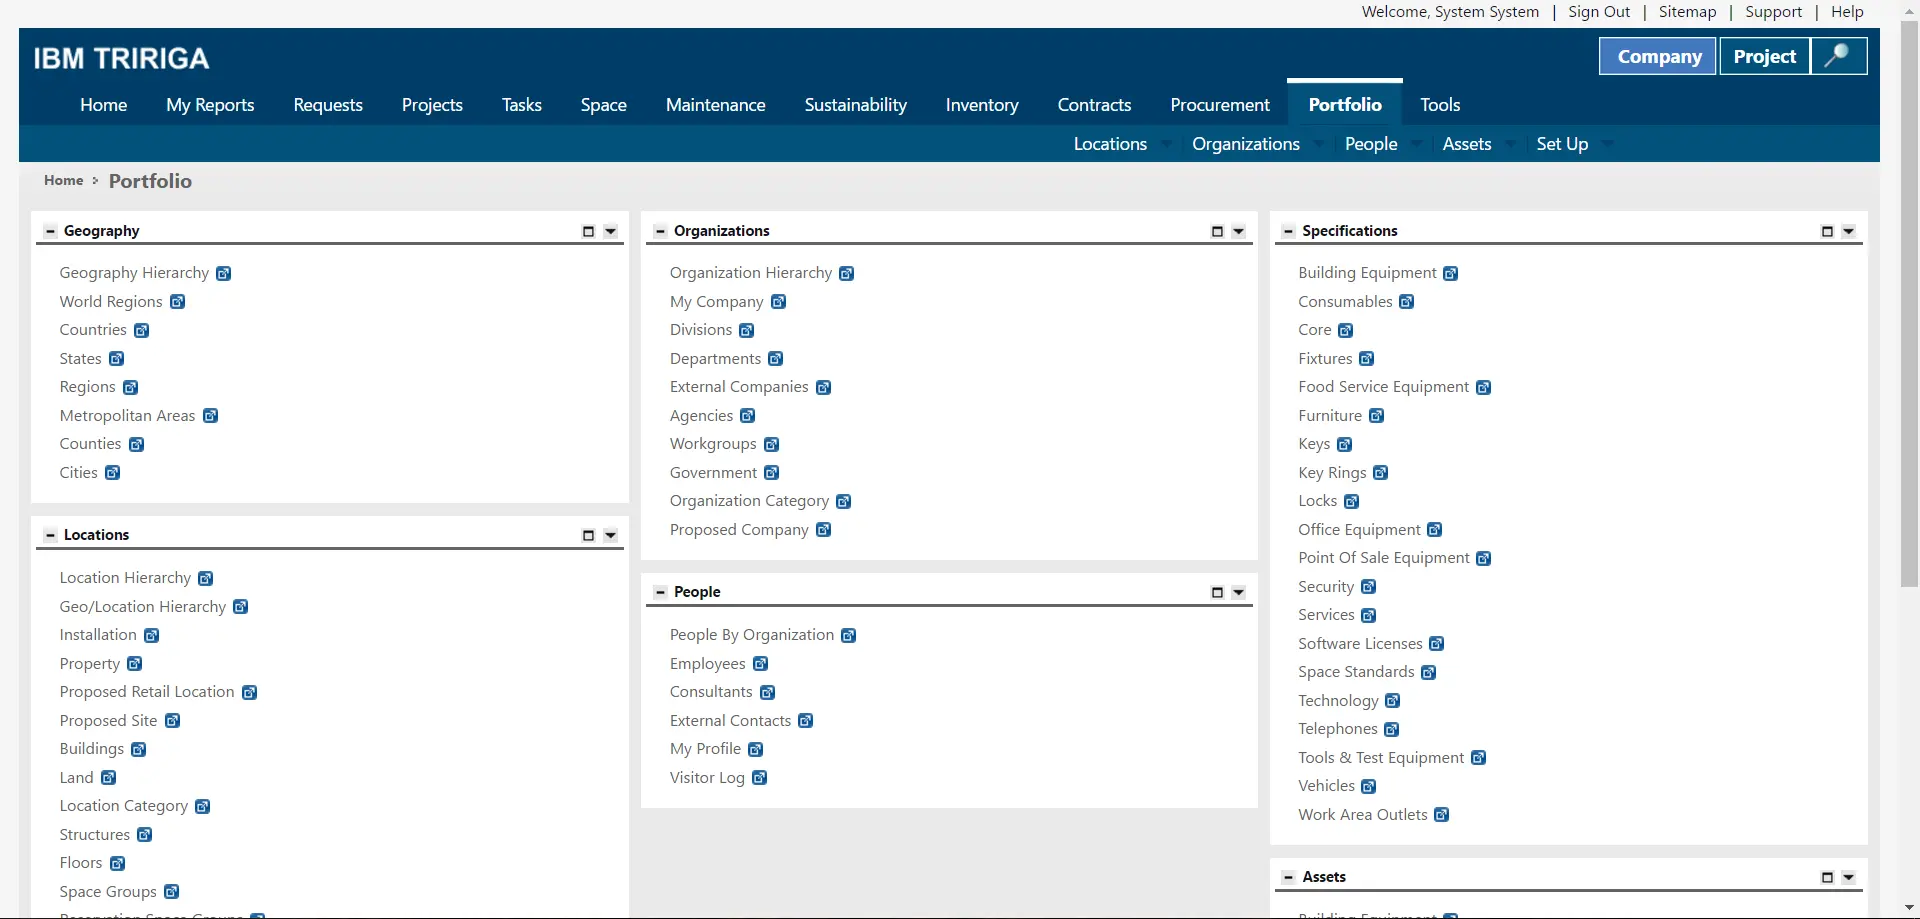 Welcome, System System | Sign Out | Sitemap | Support | Help
IBM TRIRIGA
Company Project
Home My Reports Requests Projects Tasks Space Maintenance Sustainability Inventory Contracts Procurement Portfolio Tools
Locations Organizations People Assets Set Up
Home Portfolio
Geography
Geography Hierarchy
World Regions
Countries
States
Regions
Metropolitan Areas
Counties
Cities
Locations
Location Hierarchy
Geo/Location Hierarchy
Installation
Property
Proposed Retail Location
Proposed Site
Buildings
Land
Location Category
Structures
Floors
Space Groups
Reservation Space Groups
Organizations
Organization Hierarchy
My Company
Divisions
Departments
External Companies
Agencies
Workgroups
Government
Organization Category
Proposed Company
People
People By Organization
Employees
Consultants
External Contacts
My Profile
Visitor Log
Specifications
Building Equipment
Consumables
Core
Fixtures
Food Service Equipment
Furniture
Keys
Key Rings
Locks
Office Equipment
Point Of Sale Equipment
Security
Services
Software Licenses
Space Standards
Technology
Telephones
Tools & Test Equipment
Vehicles
Work Area Outlets
Assets
Building Equipment